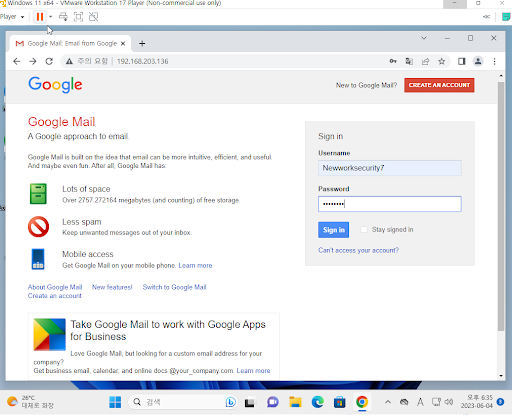 Windows 11 x64 - VMware Workstation 17 Player (Non-commercial use only)
Player
Google Mail: Email from Google
주의 요함 192.168.203.136
Google
New to Google Mail? CREATE AN ACCOUNT
Google Mail
A Google approach to email.
Google Mail is built on the idea that email can be more intuitive, efficient, and useful.
And maybe even fun. After all, Google Mail has:
Lots of space
Over 2757.272164 megabytes (and counting) of free storage.
Less spam
Keep unwanted messages out of your inbox.
Mobile access
Get Google Mail on your mobile phone. Learn more
About Google Mail New features! Switch to Google Mail
Create an account
Take Google Mail to work with Google Apps
for Business
Love Google Mail, but looking for a custom email address for your
company?
Get business email, calendar, and online docs @your_company.com. Learn more
Sign in
Username
Newworksecurity7
Password
••••••••
Sign in Stay signed in
Can't access your account?
26°C
대체로 화창
검색
A
오후 6:35
2023-06-04